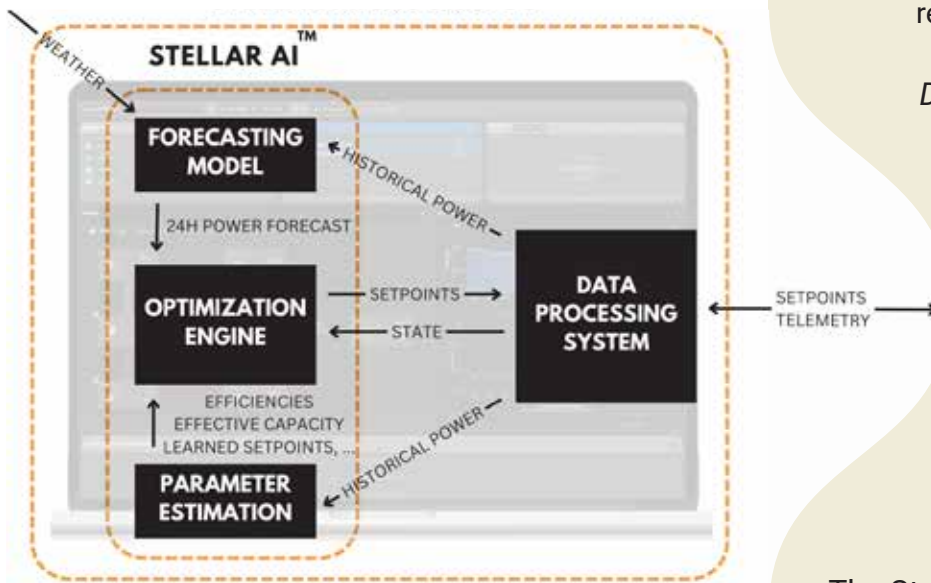 STELLAR AI™
WEATHER
FORECASTING
MODEL
HISTORICAL POWER
24H POWER FORECAST
OPTIMIZATION
ENGINE
SETPOINTS
STATE
DATA
PROCESSING
SYSTEM
SETPOINTS
TELEMETRY
EFFICIENCIES
EFFECTIVE CAPACITY
LEARNED SETPOINTS, ...
HISTORICAL POWER
PARAMETER
ESTIMATION
re
D
The St